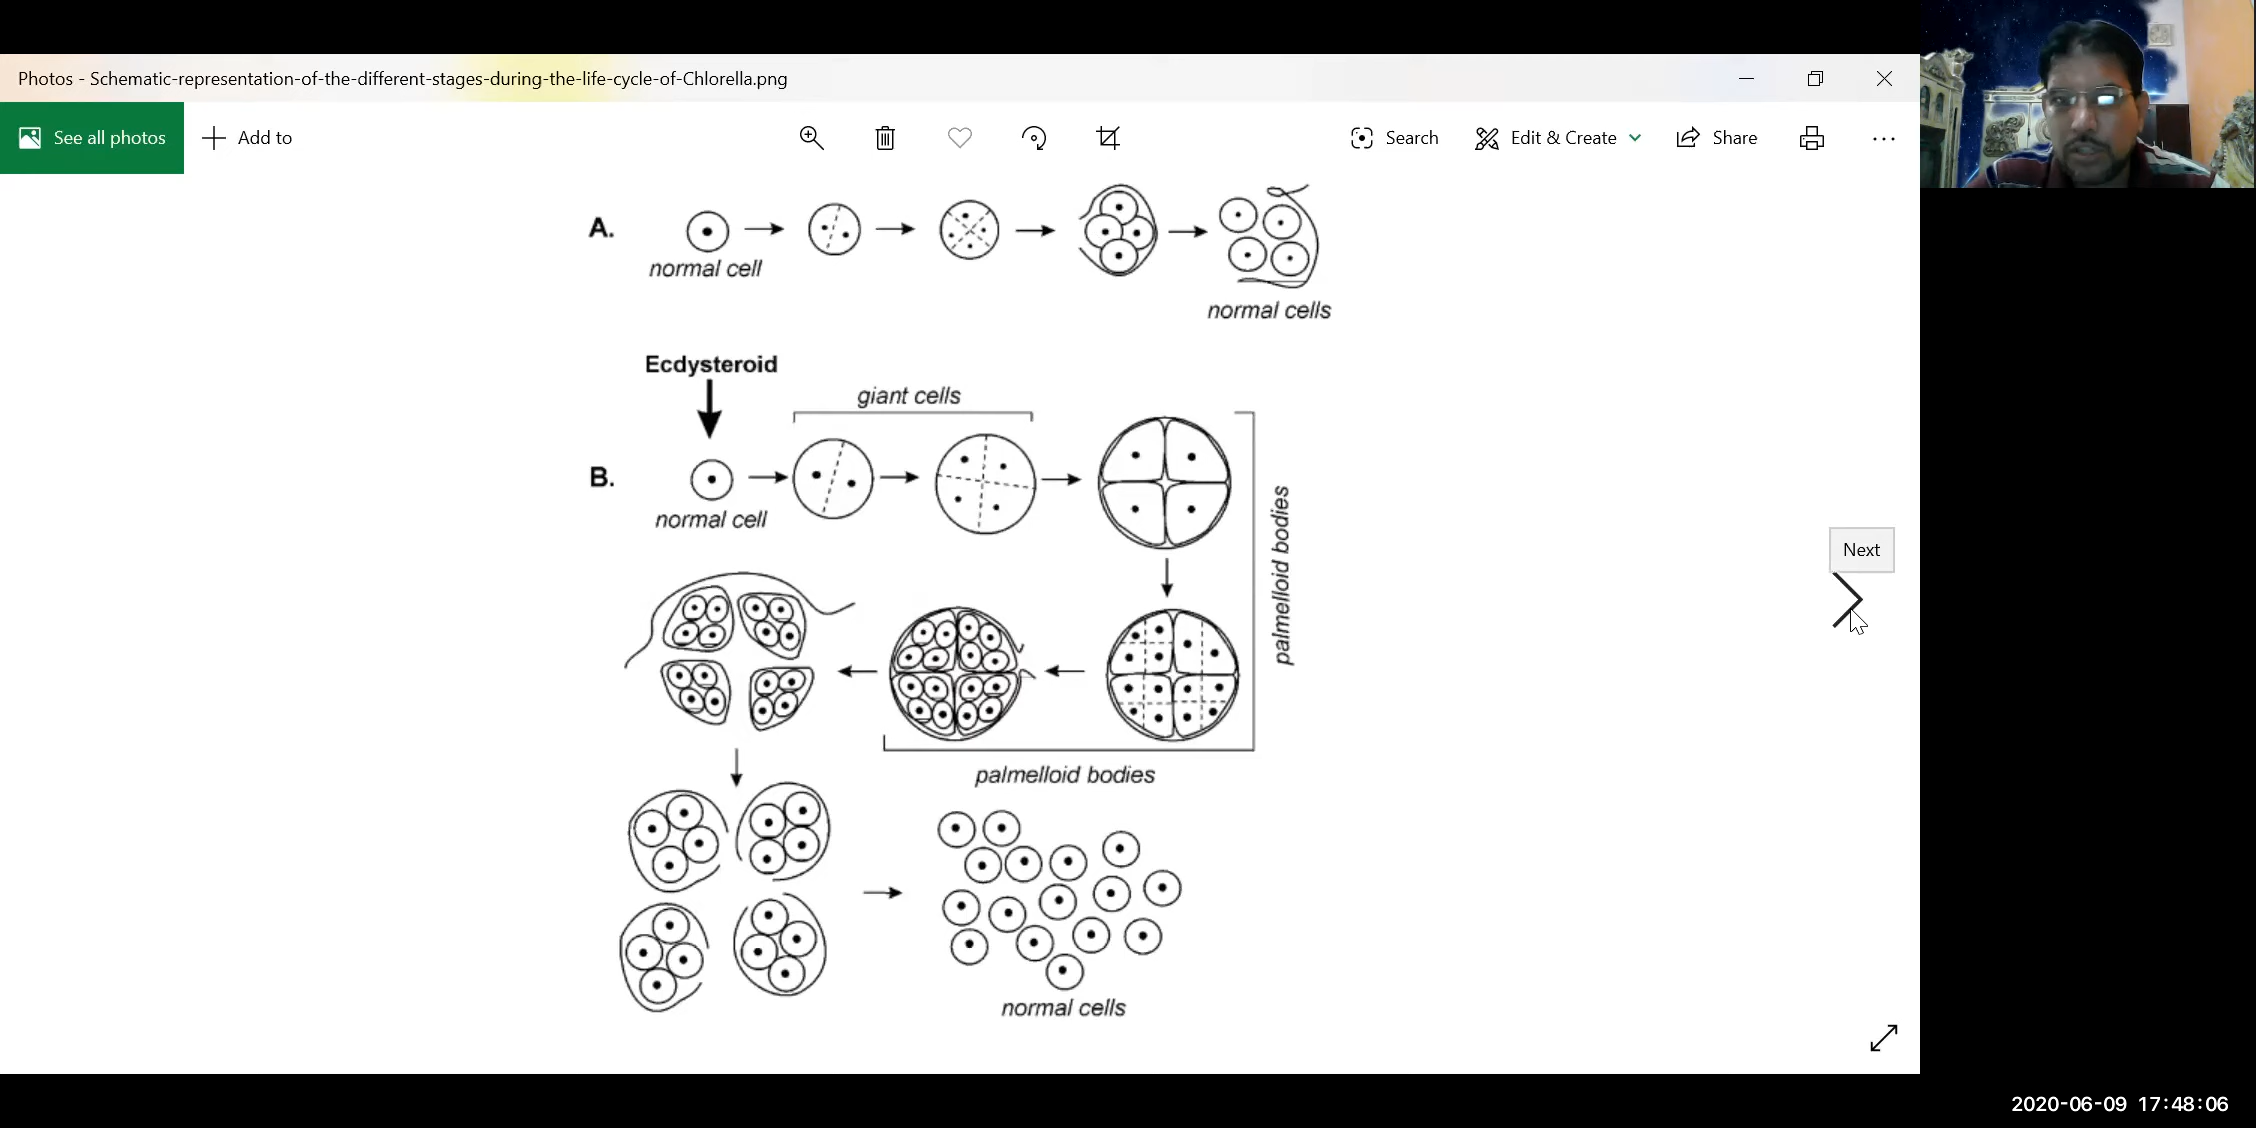 Photos - Schematic-representation-of-the-different-stages-during-the-life-cycle-of-Chlorella.png
See all photos
Add to
Search
Edit & Create
Share
A.
normal cell
normal cells
Ecdysteroid
giant cells
B.
normal cell
palmelloid bodies
Next
palmelloid bodies
normal cells
2020-06-09 17:48:06